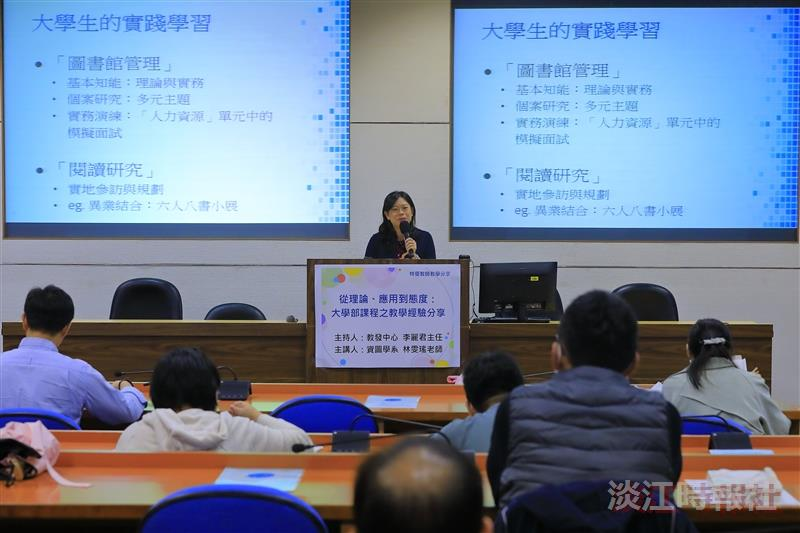 大學生的實踐學習
• 「圖書館管理」
• 基本知能：理論與實務
• 個案研究：多元主題
• 實務演練：「人力資源」單元中的
模擬面試
• 「閱讀研究」
• 實地參訪與規劃
• eg. 異業結合：六人八書小展
大學生的實踐學習
• 「圖書館管理」
• 基本知能：理論與實務
• 個案研究：多元主題
• 實務演練：「人力資源」單元中的
模擬面試
• 「閱讀研究」
• 實地參訪與規劃
• eg. 異業結合：六人八書小展
特優教師教學分享
從理論、應用到態度：
大學部課程之教學經驗分享
主持人：教發中心 李麗君主任
主講人：資圖學系 林雯瑤老師
淡江時報社